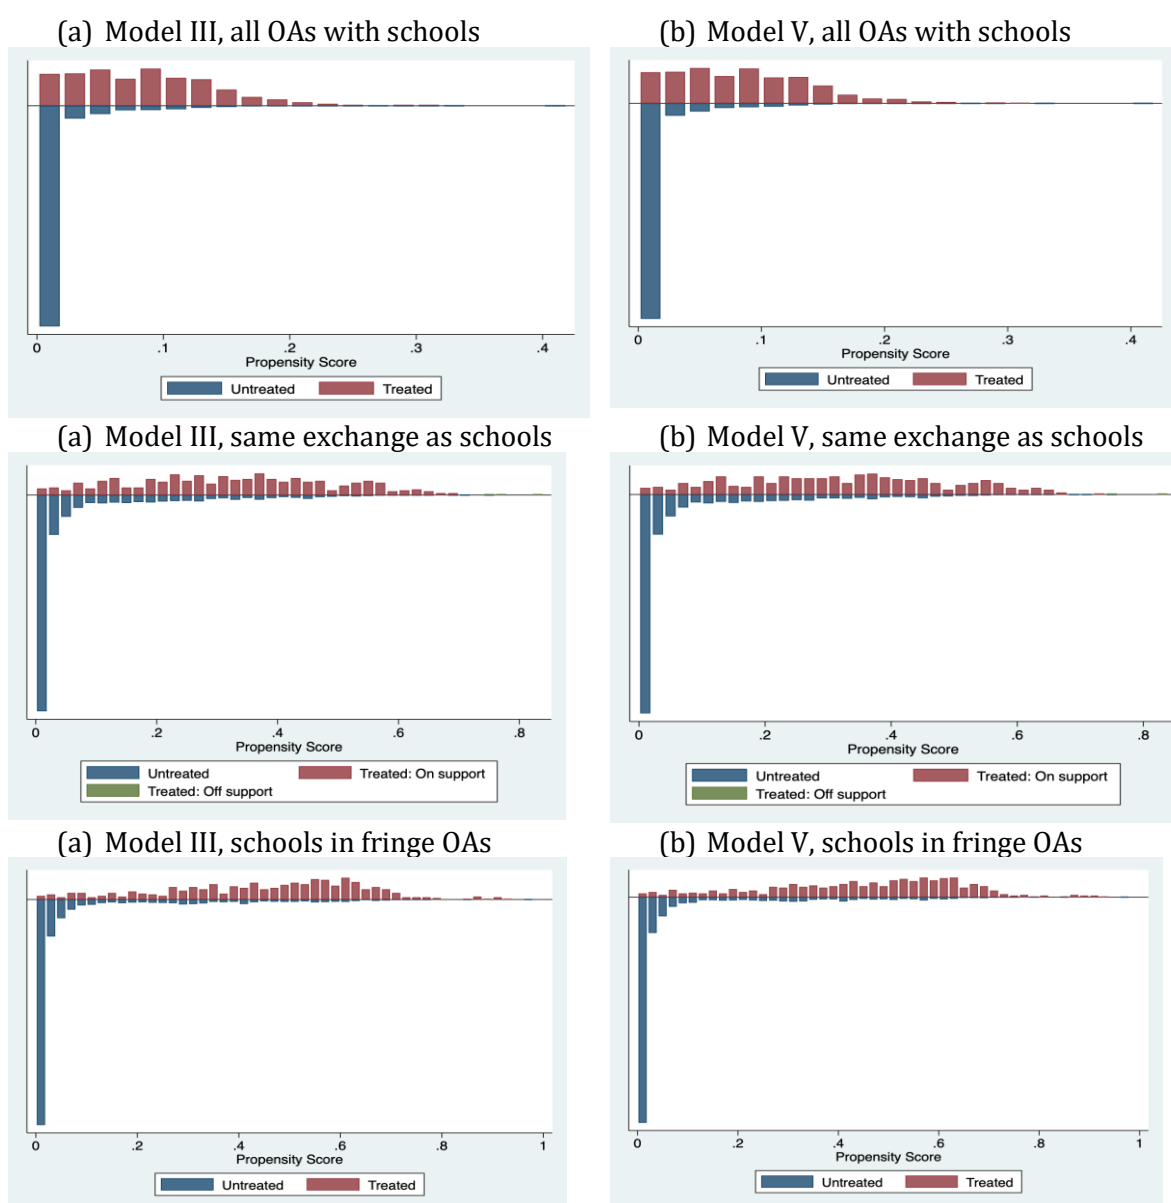 (a) Model III, all OAs with schools
(b) Model V, all OAs with schools
0 .1 .2 .3 .4
Propensity Score
Untreated Treated
0 .1 .2 .3 .4
Propensity Score
Untreated Treated
(a) Model III, same exchange as schools
(b) Model V, same exchange as schools
0 .2 .4 .6 .8
Propensity Score
Untreated Treated: On support
Treated: Off support
0 .2 .4 .6 .8
Propensity Score
Untreated Treated: On support
Treated: Off support
(a) Model III, schools in fringe OAs
(b) Model V, schools in fringe OAs
0 .2 .4 .6 .8 1
Propensity Score
Untreated Treated
0 .2 .4 .6 .8 1
Propensity Score
Untreated Treated